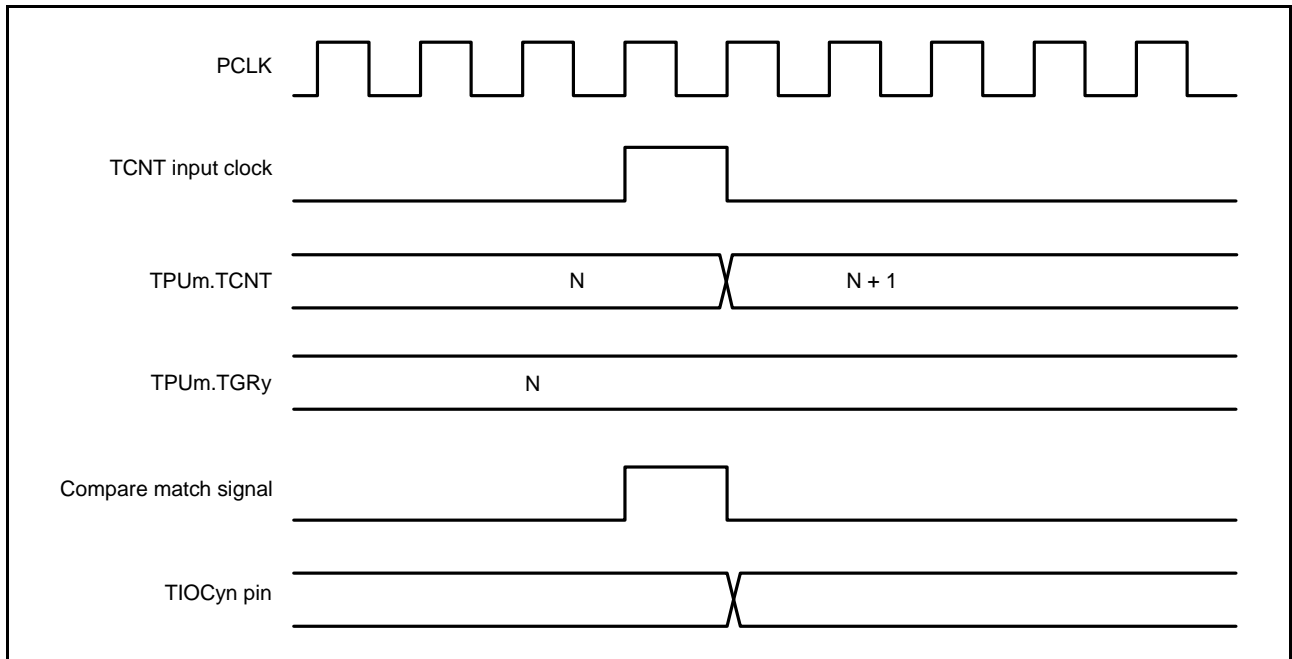 PCLK
TCNT input clock
TPUm.TCNT
N
N + 1
TPUm.TGRy
N
Compare match signal
TIOCyn pin